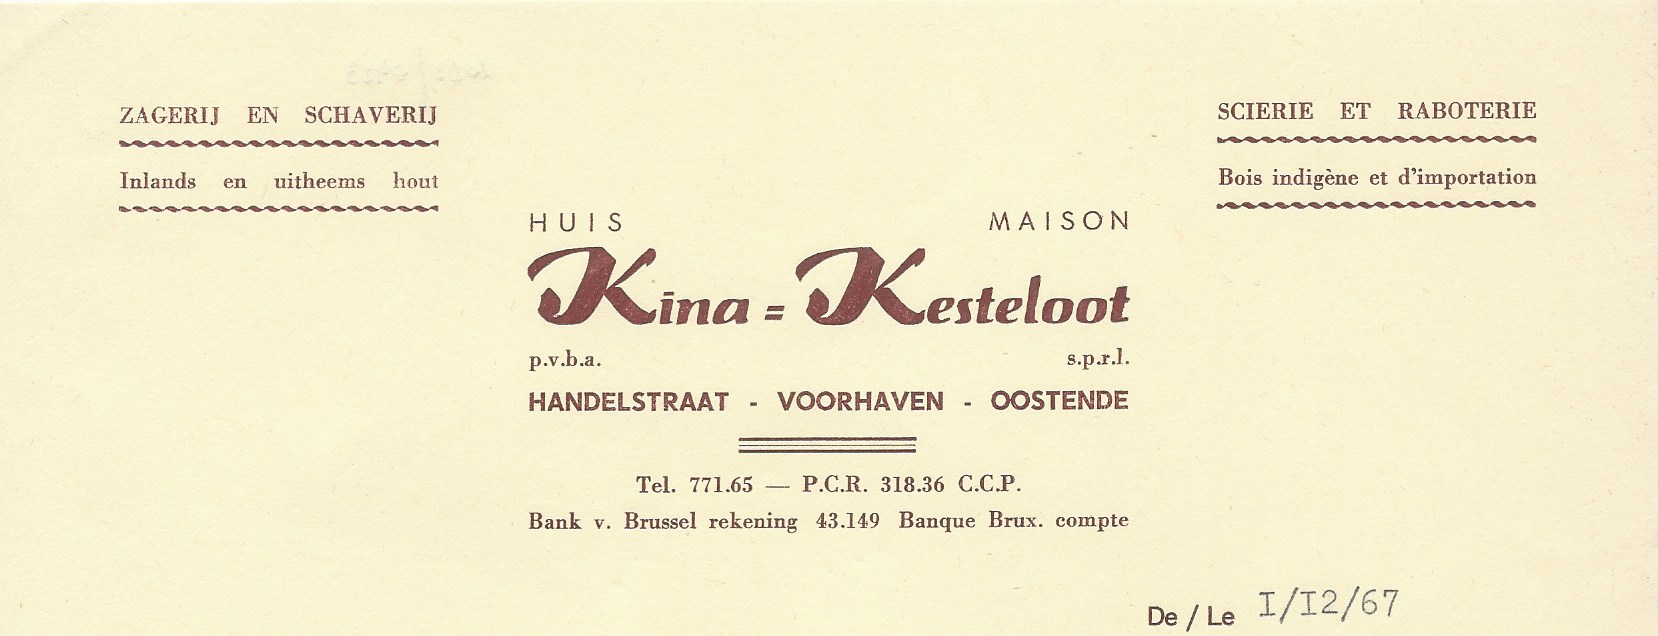 ZAGERIJ EN SCHAVERIJ
Inlands en uitheems hout
SCIERIE ET RABOTERIE
Bois indigène et d'importation
HUIS MAISON
Kina = Kesteloot
p.v.b.a. s.p.r.l.
HANDELSTRAAT - VOORHAVEN - OOSTENDE
Tel. 771.65 — P.C.R. 318.36 C.C.P.
Bank v. Brussel rekening 43.149 Banque Brux. compte
De / Le I/I2/67